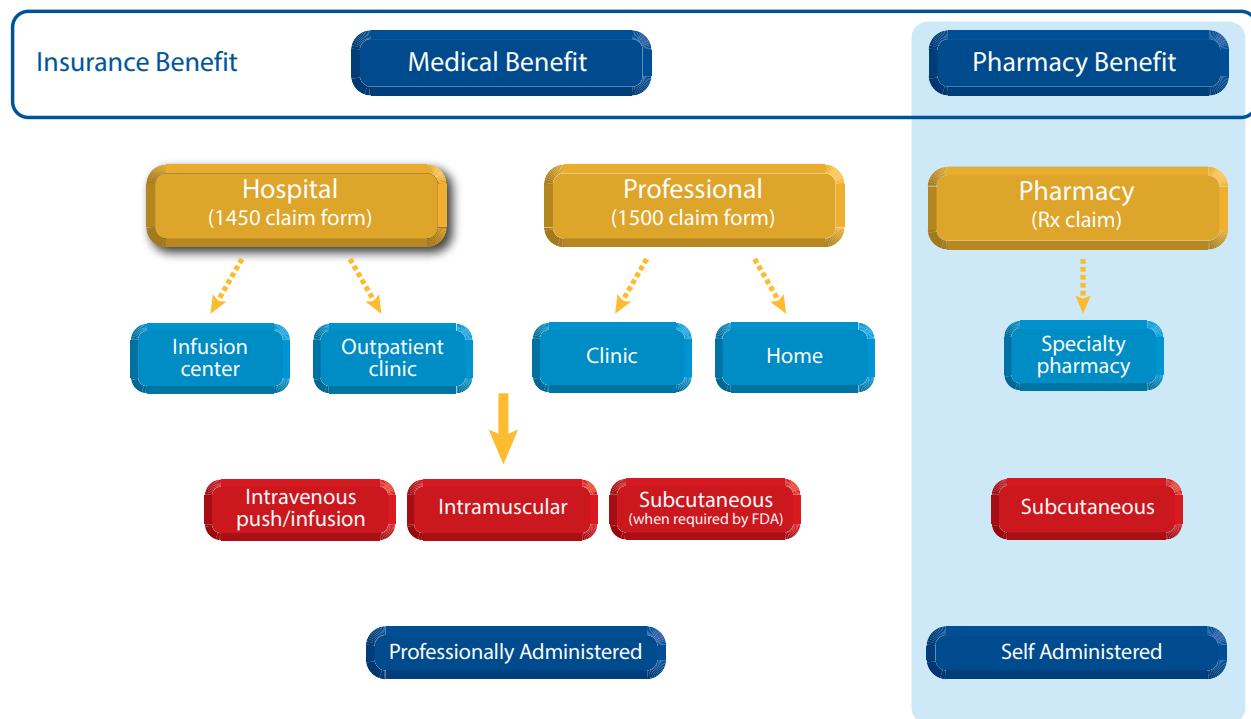 Insurance Benefit
Medical Benefit
Pharmacy Benefit
Hospital
(1450 claim form)
Professional
(1500 claim form)
Pharmacy
(Rx claim)
Infusion
center
Outpatient
clinic
Clinic
Home
Specialty
pharmacy
Intravenous
push/infusion
Intramuscular
Subcutaneous
(when required by FDA)
Subcutaneous
Professionally Administered
Self Administered